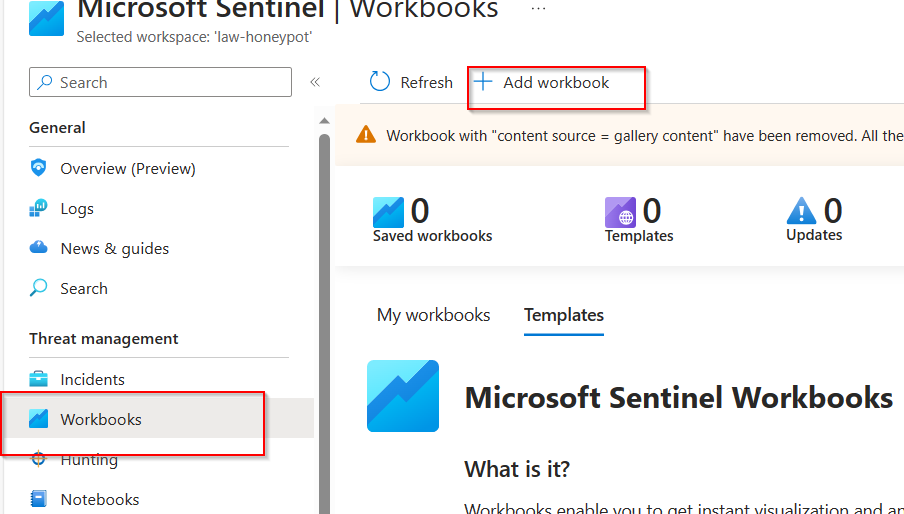 Microsoft Sentinel | Workbooks ...
Selected workspace: 'law-honeypot'
Search «
General
Overview (Preview)
Logs
News & guides
Search
Threat management
Incidents
Workbooks
Hunting
Notebooks
Refresh + Add workbook
Workbook with "content source = gallery content" have been removed. All the
0 Saved workbooks
0 Templates
0 Updates
My workbooks Templates
Microsoft Sentinel Workbooks
What is it?
Workbooks enable you to get instant visualization and an